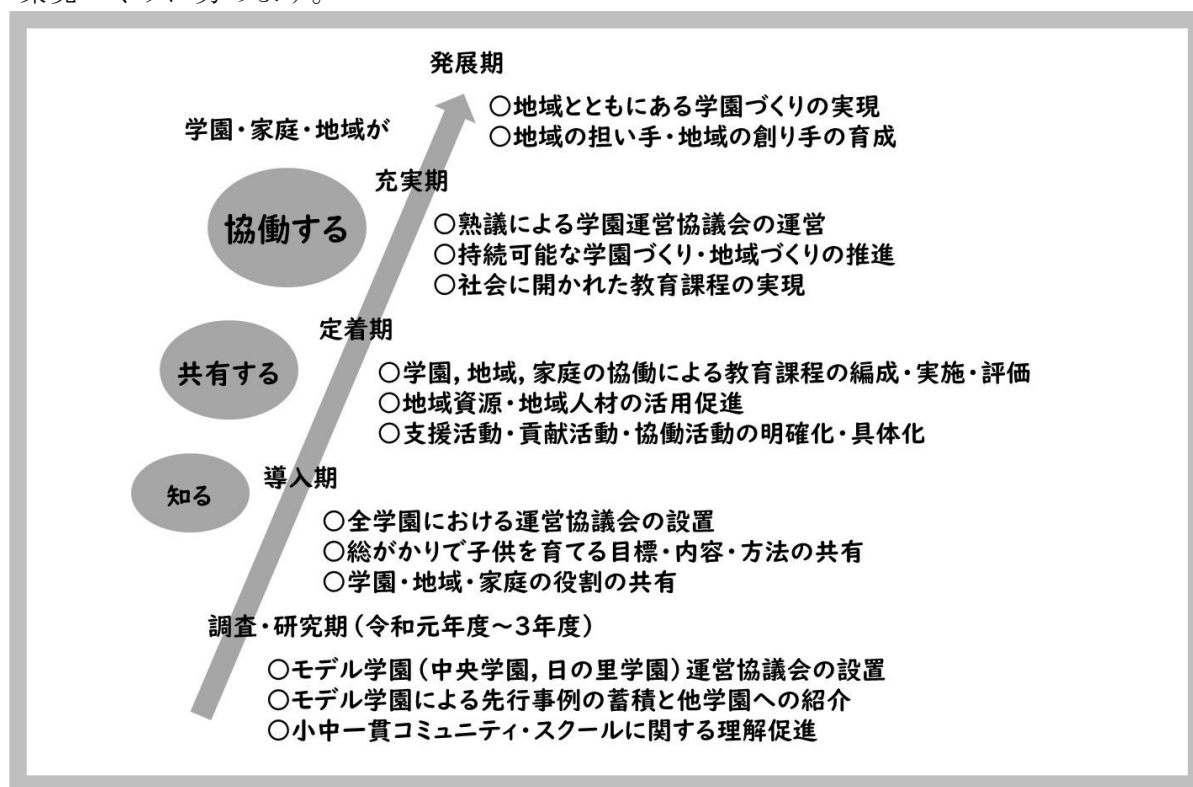 発展期
○地域とともにある学園づくりの実現
○地域の担い手・地域の創り手の育成
学園・家庭・地域が
充実期
協働する
○熟議による学園運営協議会の運営
○持続可能な学園づくり・地域づくりの推進
○社会に開かれた教育課程の実現
定着期
共有する
○学園,地域,家庭の協働による教育課程の編成・実施・評価
○地域資源・地域人材の活用促進
○支援活動・貢献活動・協働活動の明確化・具体化
導入期
知る
○全学園における運営協議会の設置
○総がかりで子供を育てる目標・内容・方法の共有
○学園・地域・家庭の役割の共有
調査・研究期(令和元年度~3年度)
○モデル学園(中央学園,日の里学園)運営協議会の設置
○モデル学園による先行事例の蓄積と他学園への紹介
○小中一貫コミュニティ・スクールに関する理解促進